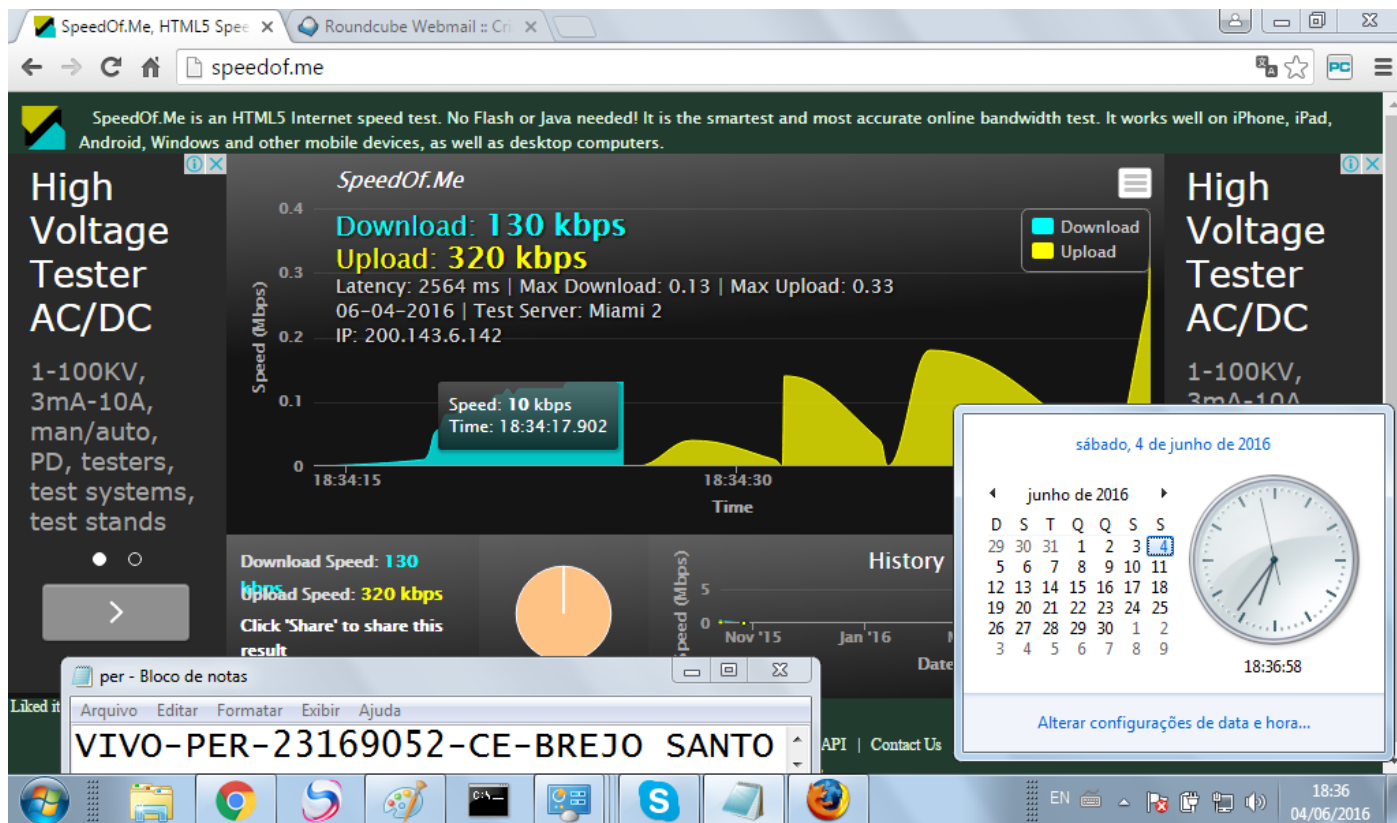 SpeedOf.Me, HTML5 Spee
Roundcube Webmail :: Cri
speedof.me
PC
SpeedOf.Me is an HTML5 Internet speed test. No Flash or Java needed! It is the smartest and most accurate online bandwidth test. It works well on iPhone, iPad,
Android, Windows and other mobile devices, as well as desktop computers.
High
Voltage
Tester
AC/DC
1-100KV,
3mA-10A,
man/auto,
PD, testers,
test systems,
test stands
SpeedOf.Me
Download: 130 kbps
Upload: 320 kbps
Latency: 2564 ms | Max Download: 0.13 | Max Upload: 0.33
06-04-2016 | Test Server: Miami 2
IP: 200.143.6.142
Download
Upload
Speed (Mbps)
0.4
0.3
0.2
0.1
0
Speed: 10 kbps
Time: 18:34:17.902
18:34:15
18:34:30
Time
High
Voltage
Tester
AC/DC
1-100KV,
3mA-10A
Download Speed: 130
kbps
Upload Speed: 320 kbps
Click 'Share' to share this
result
History
Speed (Mbps)
5
0
Nov '15
Jan '16
Date
sábado, 4 de junho de 2016
junho de 2016
D S T Q Q S S
29 30 31 1 2 3 4
5 6 7 8 9 10 11
12 13 14 15 16 17 18
19 20 21 22 23 24 25
26 27 28 29 30 1 2
3 4 5 6 7 8 9
18:36:58
Alterar configurações de data e hora...
Liked it
API | Contact Us
per - Bloco de notas
Arquivo Editar Formatar Exibir Ajuda
VIVO-PER-23169052-CE-BREJO SANTO
C:\_
EN
18:36
04/06/2016